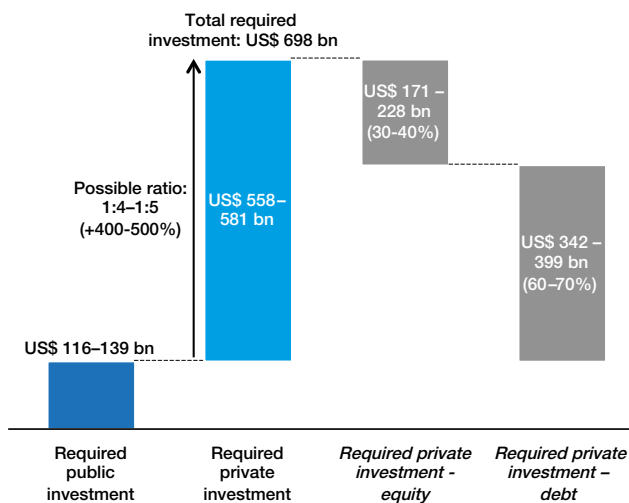 Total required
investment: US$ 698 bn
US$ 171 –
228 bn
(30-40%)
Possible ratio:
1:4–1:5
(+400-500%)
US$ 558–
581 bn
US$ 342 –
399 bn
(60–70%)
US$ 116–139 bn
Required
public
investment
Required
private
investment
Required private
investment -
equity
Required private
investment –
debt